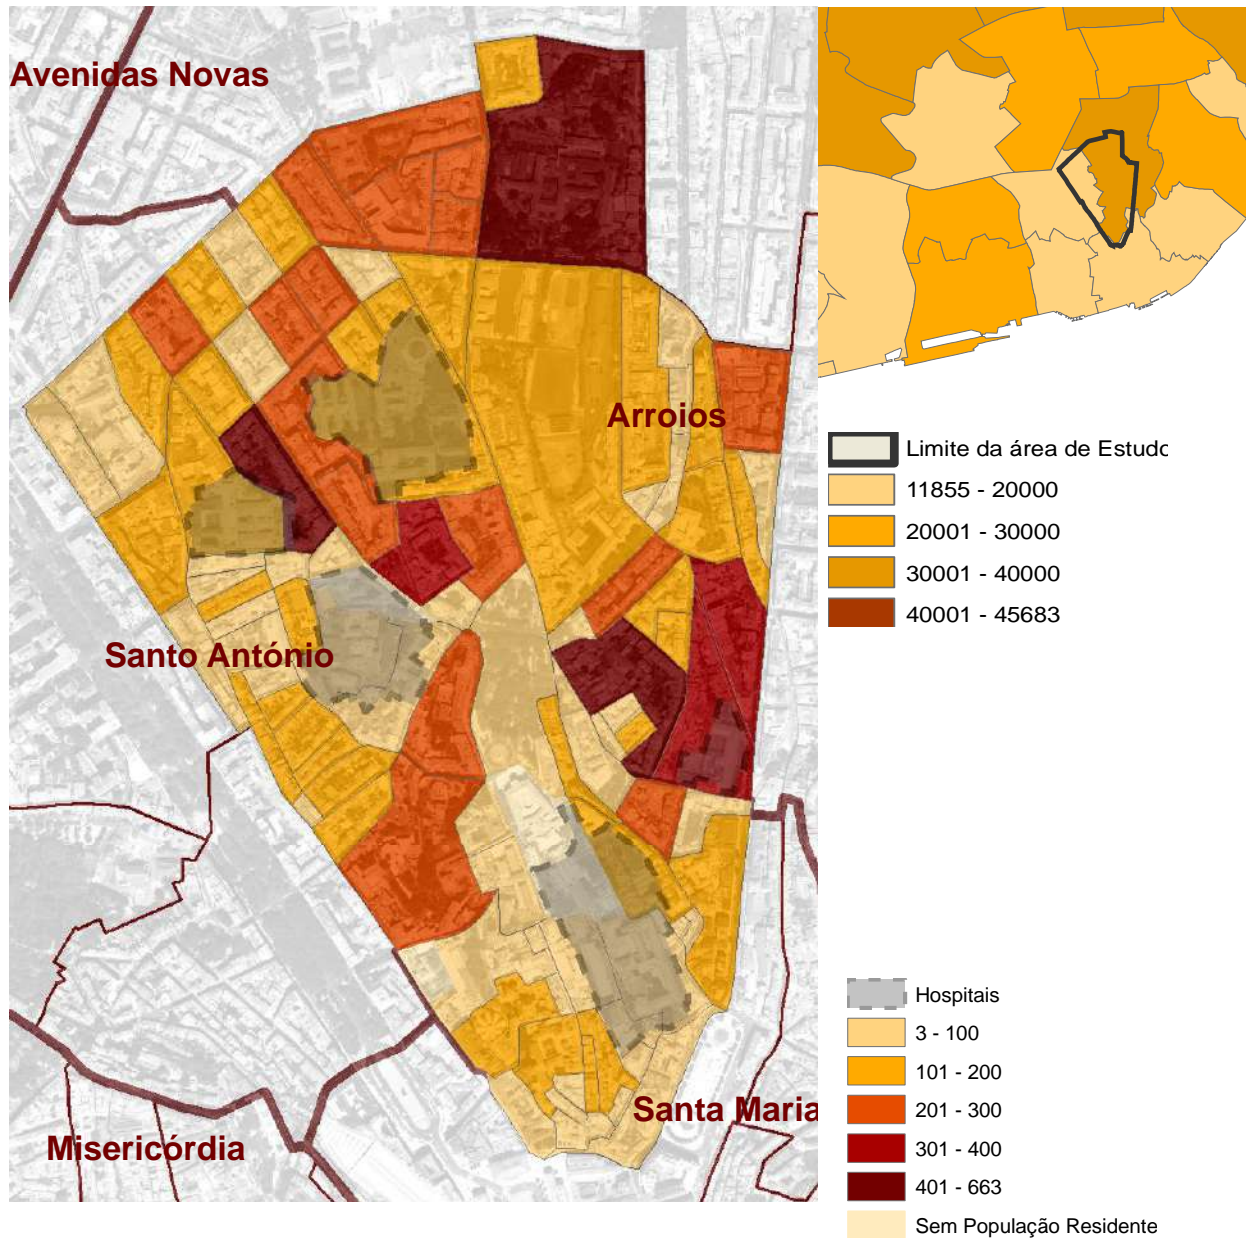 Avenidas Novas
Arroios
Santo António
Santa Maria
Misericórdia
Limite da área de Estudo
11855 - 20000
20001 - 30000
30001 - 40000
40001 - 45683
Hospitais
3 - 100
101 - 200
201 - 300
301 - 400
401 - 663
Sem População Residente